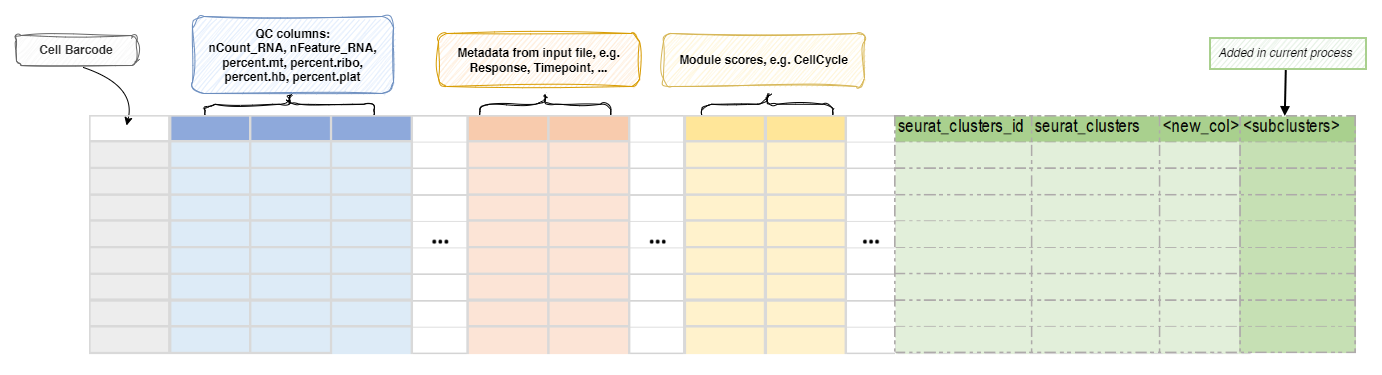 Cell Barcode
QC columns:
nCount_RNA, nFeature_RNA,
percent.mt, percent.ribo,
percent.hb, percent.plat
Metadata from input file, e.g.
Response, Timepoint, ...
Module scores, e.g. CellCycle
Added in current process
seurat_clusters_id seurat_clusters <new_col> <subclusters>
... ... ...